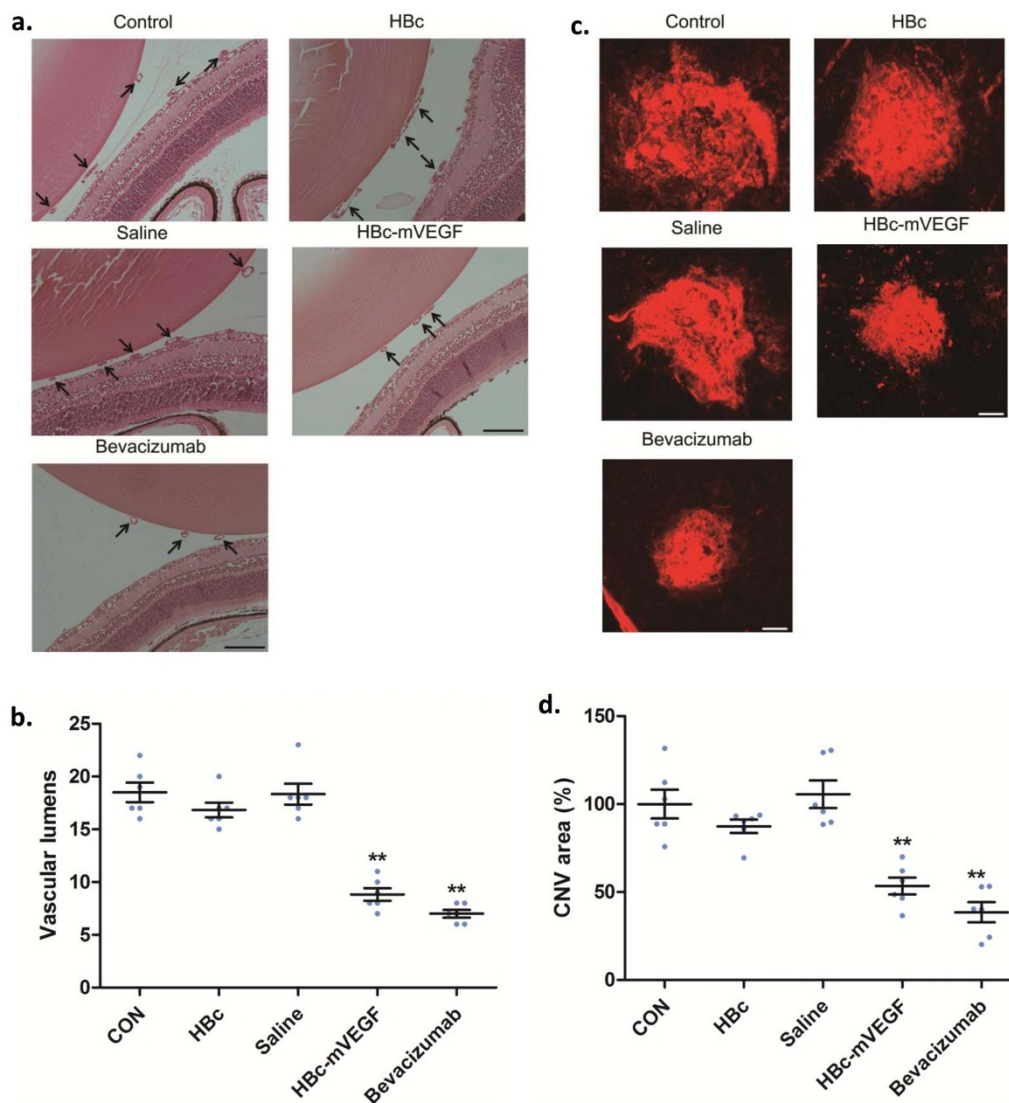 a.
Control
HBc
Saline
HBc-mVEGF
Bevacizumab
c.
Control
HBc
Saline
HBc-mVEGF
Bevacizumab
b.
Vascular lumens
25
20
15
10
5
0
**
**
CON
HBc
Saline
HBc-mVEGF
Bevacizumab
d.
CNV area (%)
150
100
50
0
**
**
CON
HBc
Saline
HBc-mVEGF
Bevacizumab